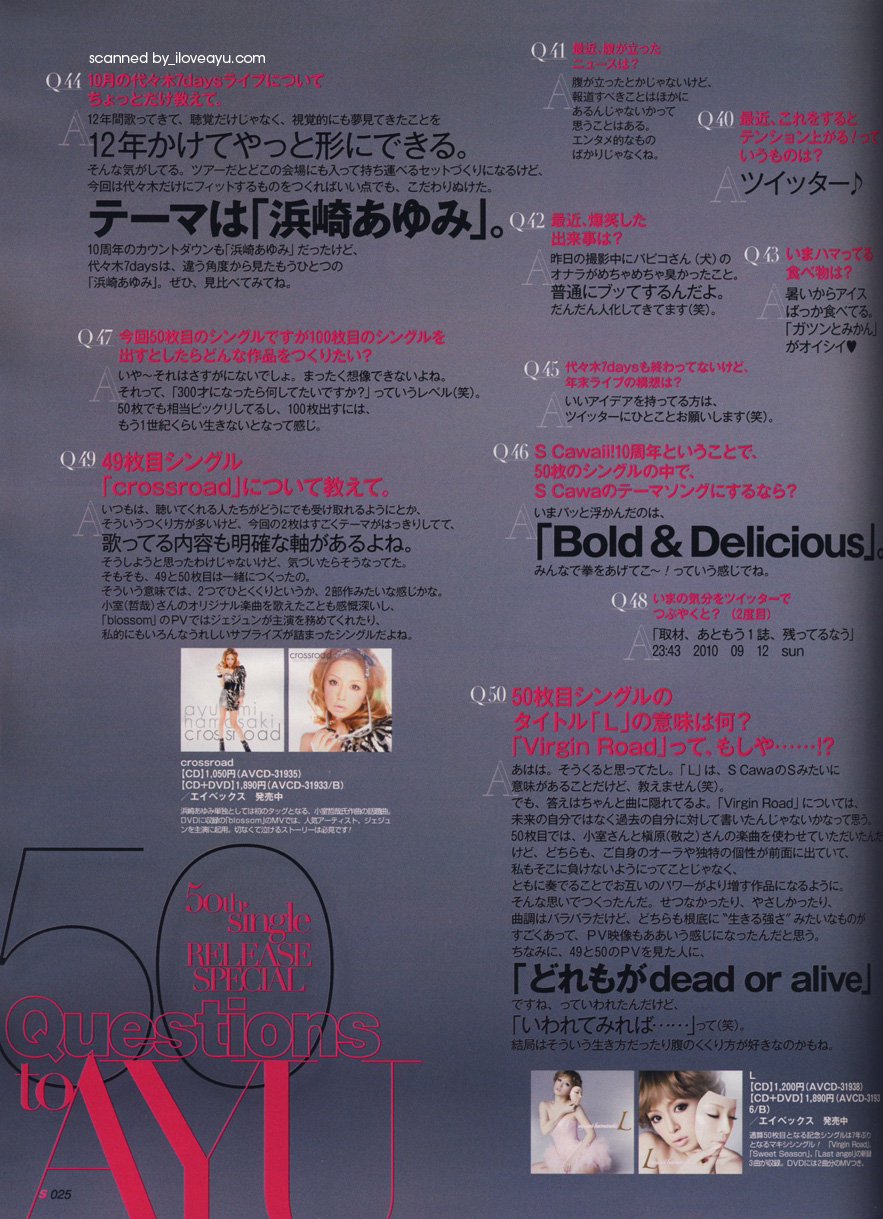 scanned by_iloveayu.com
Q41 最近、腹が立った
ニュースは?
A 腹が立ったとかじゃないけど、
報道すべきことはほかに
あるんじゃないかって
思うことはある。
エンタメ的なもの
ばかりじゃなくね。
Q44 10月の代々木7daysライブについて
ちょっとだけ教えて。
A 12年間歌ってきて、聴覚だけじゃなく、視覚的にも夢見てきたことを
12年かけてやっと形にできる。
そんな気がしてる。ツアーだとどこの会場にも入って持ち運べるセットづくりになるけど、
今回は代々木だけにフィットするものをつくればいい点でも、こだわりぬけた。
テーマは「浜崎あゆみ」。
10周年のカウントダウンも「浜崎あゆみ」だったけど、
代々木7daysは、違う角度から見たもうひとつの
「浜崎あゆみ」。ぜひ、見比べてみてね。
Q40 最近、これをすると
テンション上がる!って
いうものは?
A ツイッター♪
Q42 最近、爆笑した
出来事は?
A 昨日の撮影中にパピコさん(犬)の
オナラがめちゃめちゃ臭かったこと。
普通にブッてするんだよ。
だんだん人化してきてます(笑)。
Q43 いまハマってる
食べ物は?
A 暑いからアイス
ばっか食べてる。
「ガツンとみかん」
がオイシイ♥
Q47 今回50枚目のシングルですが100枚目のシングルを
出すとしたらどんな作品をつくりたい?
A いや~それはさすがにないでしょ。まったく想像できないよね。
それって、「300才になったら何してたいですか?」っていうレベル(笑)。
50枚でも相当ビックリしてるし、100枚出すには、
もう1世紀くらい生きないとなって感じ。
Q45 代々木7daysも終わってないけど、
年末ライブの構想は?
A いいアイデアを持ってる方は、
ツイッターにひとことお願いします(笑)。
Q46 S Cawaii!10周年ということで、
50枚のシングルの中で、
S Cawaのテーマソングにするなら?
A いまパッと浮かんだのは、
「Bold & Delicious」。
みんなで拳をあげてこ~!っていう感じでね。
Q49 49枚目シングル
「crossroad」について教えて。
A いつもは、聴いてくれる人たちがどうにでも受け取れるようにとか、
そういうつくり方が多いけど、今回の2枚はすごくテーマがはっきりしてて、
歌ってる内容も明確な軸があるよね。
そうしようと思ったわけじゃないけど、気づいたらそうなってた。
そもそも、49と50枚目は一緒につくったの。
そういう意味では、2つでひとくくりというか、2部作みたいな感じかな。
小室(哲哉)さんのオリジナル楽曲を歌えたことも感慨深いし、
「blossom」のPVではジェジュンが主演を務めてくれたり、
私的にもいろんなうれしいサプライズが詰まったシングルだよね。
Q48 いまの気分をツイッターで
つぶやくと? (2度目)
A 「取材、あともう1誌、残ってるなう」
23:43 2010 09 12 sun
ayumi
hamasaki
crossroad
crossroad
crossroad
【CD】1,050円(AVCD-31935)
【CD+DVD】1,890円(AVCD-31933/B)
/エイベックス 発売中
浜崎あゆみ単独としては初のタッグとなる、小室哲哉氏作曲の話題曲。
DVDに収録の「blossom」のMVでは、人気アーティスト、ジェジュ
ンを主演に起用。切なくて泣けるストーリーは必見です!
Q50 50枚目シングルの
タイトル「L」の意味は何?
「Virgin Road」って、もしや……!?
A あはは。そうくると思ってたし。「L」は、S CawaのSみたいに
意味があることだけど、教えません(笑)。
でも、答えはちゃんと曲に隠れてるよ。「Virgin Road」については、
未来の自分ではなく過去の自分に対して書いたんじゃないかなって思う。
50枚目では、小室さんと槇原(敬之)さんの楽曲を使わせていただいたんだ
けど、どちらも、ご自身のオーラや独特の個性が前面に出ていて、
私もそこに負けないようにってことじゃなく、
ともに奏でることでお互いのパワーがより増す作品になるように。
そんな思いでつくったんだ。せつなかったり、やさしかったり、
曲調はバラバラだけど、どちらも根底に“生きる強さ”みたいなものが
すごくあって、PV映像もああいう感じになったんだと思う。
ちなみに、49と50のPVを見た人に、
「どれもがdead or alive」
ですね、っていわれたんだけど、
「いわれてみれば……」って(笑)。
結局はそういう生き方だったり腹のくくり方が好きなのかもね。
L
L
L
【CD】1,200円(AVCD-31938)
【CD+DVD】1,890円(AVCD-3193
6/B)
/エイベックス 発売中
通算50枚目となる記念シングルは7年ぶり
となるマキシシングル! 「Virgin Road」
「Sweet Season」、「Last angel」の新録
3曲が収録。DVDには2曲分のMVつき。
50
50th
single
RELEASE
SPECIAL
Questions
to
AYU
S 025